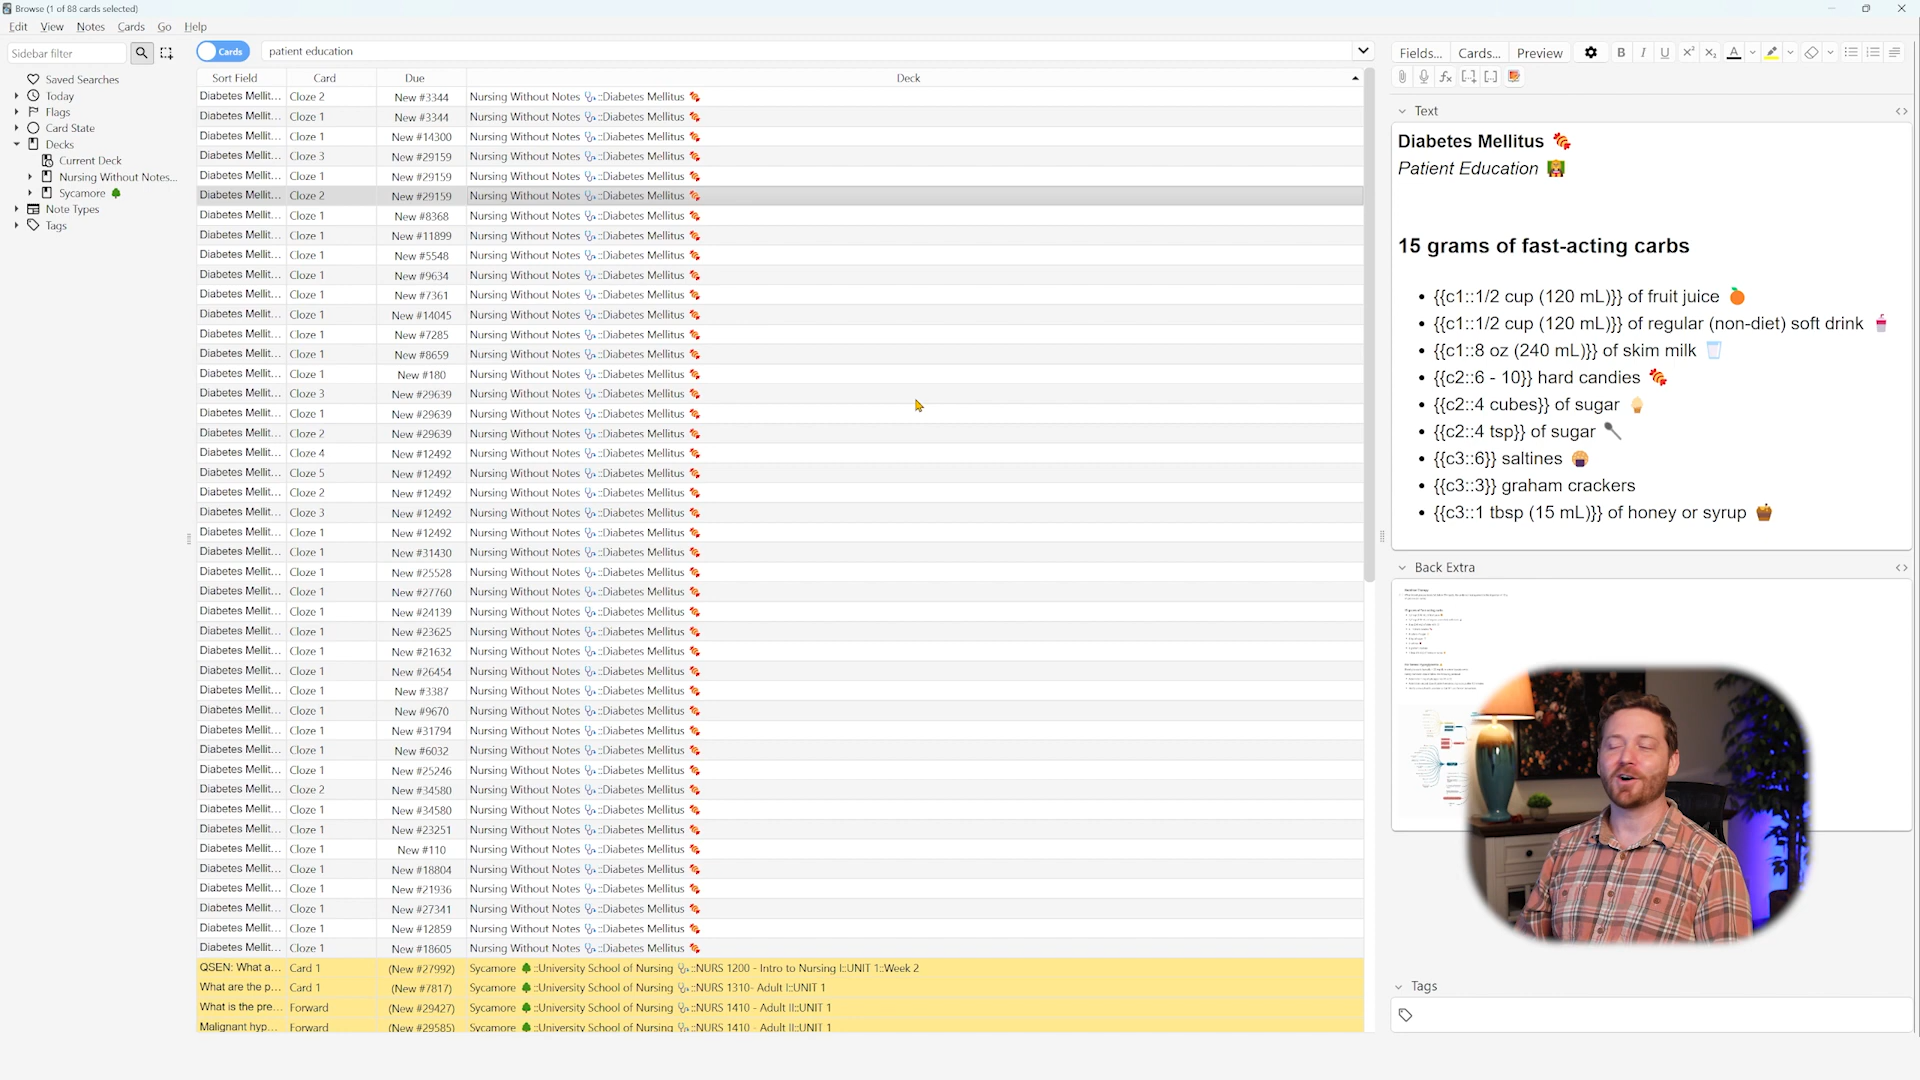 Browse (1 of 88 cards selected)
Edit View Notes Cards Go Help
Sidebar filter
Saved Searches
Today
Flags
Card State
Decks
Current Deck
Nursing Without Notes...
Sycamore 🌳
Note Types
Tags
Cards patient education
Sort Field Card Due Deck
Diabetes Mellit... Cloze 2 New #3344 Nursing Without Notes 🩺::Diabetes Mellitus 🍬
Diabetes Mellit... Cloze 1 New #3344 Nursing Without Notes 🩺::Diabetes Mellitus 🍬
Diabetes Mellit... Cloze 1 New #14300 Nursing Without Notes 🩺::Diabetes Mellitus 🍬
Diabetes Mellit... Cloze 3 New #29159 Nursing Without Notes 🩺::Diabetes Mellitus 🍬
Diabetes Mellit... Cloze 1 New #29159 Nursing Without Notes 🩺::Diabetes Mellitus 🍬
Diabetes Mellit... Cloze 2 New #29159 Nursing Without Notes 🩺::Diabetes Mellitus 🍬
Diabetes Mellit... Cloze 1 New #8368 Nursing Without Notes 🩺::Diabetes Mellitus 🍬
Diabetes Mellit... Cloze 1 New #11899 Nursing Without Notes 🩺::Diabetes Mellitus 🍬
Diabetes Mellit... Cloze 1 New #5548 Nursing Without Notes 🩺::Diabetes Mellitus 🍬
Diabetes Mellit... Cloze 1 New #9634 Nursing Without Notes 🩺::Diabetes Mellitus 🍬
Diabetes Mellit... Cloze 1 New #7361 Nursing Without Notes 🩺::Diabetes Mellitus 🍬
Diabetes Mellit... Cloze 1 New #14045 Nursing Without Notes 🩺::Diabetes Mellitus 🍬
Diabetes Mellit... Cloze 1 New #7285 Nursing Without Notes 🩺::Diabetes Mellitus 🍬
Diabetes Mellit... Cloze 1 New #8659 Nursing Without Notes 🩺::Diabetes Mellitus 🍬
Diabetes Mellit... Cloze 1 New #180 Nursing Without Notes 🩺::Diabetes Mellitus 🍬
Diabetes Mellit... Cloze 3 New #29639 Nursing Without Notes 🩺::Diabetes Mellitus 🍬
Diabetes Mellit... Cloze 1 New #29639 Nursing Without Notes 🩺::Diabetes Mellitus 🍬
Diabetes Mellit... Cloze 2 New #29639 Nursing Without Notes 🩺::Diabetes Mellitus 🍬
Diabetes Mellit... Cloze 4 New #12492 Nursing Without Notes 🩺::Diabetes Mellitus 🍬
Diabetes Mellit... Cloze 5 New #12492 Nursing Without Notes 🩺::Diabetes Mellitus 🍬
Diabetes Mellit... Cloze 2 New #12492 Nursing Without Notes 🩺::Diabetes Mellitus 🍬
Diabetes Mellit... Cloze 3 New #12492 Nursing Without Notes 🩺::Diabetes Mellitus 🍬
Diabetes Mellit... Cloze 1 New #12492 Nursing Without Notes 🩺::Diabetes Mellitus 🍬
Diabetes Mellit... Cloze 1 New #31430 Nursing Without Notes 🩺::Diabetes Mellitus 🍬
Diabetes Mellit... Cloze 1 New #25528 Nursing Without Notes 🩺::Diabetes Mellitus 🍬
Diabetes Mellit... Cloze 1 New #27760 Nursing Without Notes 🩺::Diabetes Mellitus 🍬
Diabetes Mellit... Cloze 1 New #24139 Nursing Without Notes 🩺::Diabetes Mellitus 🍬
Diabetes Mellit... Cloze 1 New #23625 Nursing Without Notes 🩺::Diabetes Mellitus 🍬
Diabetes Mellit... Cloze 1 New #21632 Nursing Without Notes 🩺::Diabetes Mellitus 🍬
Diabetes Mellit... Cloze 1 New #26454 Nursing Without Notes 🩺::Diabetes Mellitus 🍬
Diabetes Mellit... Cloze 1 New #3387 Nursing Without Notes 🩺::Diabetes Mellitus 🍬
Diabetes Mellit... Cloze 1 New #9670 Nursing Without Notes 🩺::Diabetes Mellitus 🍬
Diabetes Mellit... Cloze 1 New #31794 Nursing Without Notes 🩺::Diabetes Mellitus 🍬
Diabetes Mellit... Cloze 1 New #6032 Nursing Without Notes 🩺::Diabetes Mellitus 🍬
Diabetes Mellit... Cloze 1 New #25246 Nursing Without Notes 🩺::Diabetes Mellitus 🍬
Diabetes Mellit... Cloze 2 New #34580 Nursing Without Notes 🩺::Diabetes Mellitus 🍬
Diabetes Mellit... Cloze 1 New #34580 Nursing Without Notes 🩺::Diabetes Mellitus 🍬
Diabetes Mellit... Cloze 1 New #23251 Nursing Without Notes 🩺::Diabetes Mellitus 🍬
Diabetes Mellit... Cloze 1 New #110 Nursing Without Notes 🩺::Diabetes Mellitus 🍬
Diabetes Mellit... Cloze 1 New #18804 Nursing Without Notes 🩺::Diabetes Mellitus 🍬
Diabetes Mellit... Cloze 1 New #21936 Nursing Without Notes 🩺::Diabetes Mellitus 🍬
Diabetes Mellit... Cloze 1 New #27341 Nursing Without Notes 🩺::Diabetes Mellitus 🍬
Diabetes Mellit... Cloze 1 New #12859 Nursing Without Notes 🩺::Diabetes Mellitus 🍬
Diabetes Mellit... Cloze 1 New #18605 Nursing Without Notes 🩺::Diabetes Mellitus 🍬
QSEN: What a... Card 1 (New #27992) Sycamore 🌳::University School of Nursing 🩺::NURS 1200 - Intro to Nursing I::UNIT 1::Week 2
What are the p... Card 1 (New #7817) Sycamore 🌳::University School of Nursing 🩺::NURS 1310- Adult I::UNIT 1
What is the pre... Forward (New #29427) Sycamore 🌳::University School of Nursing 🩺::NURS 1410 - Adult II::UNIT 1
Malignant hyp... Forward (New #29585) Sycamore 🌳::University School of Nursing 🩺::NURS 1410 - Adult II::UNIT 1
Fields... Cards... Preview
Text
Diabetes Mellitus 🍬
Patient Education
15 grams of fast-acting carbs
• {{c1::1/2 cup (120 mL)}} of fruit juice 🍊
• {{c1::1/2 cup (120 mL)}} of regular (non-diet) soft drink 🥤
• {{c1::8 oz (240 mL)}} of skim milk 🥛
• {{c2::6 - 10}} hard candies 🍬
• {{c2::4 cubes}} of sugar 🍦
• {{c2::4 tsp}} of sugar 🥄
• {{c3::6}} saltines 🍘
• {{c3::3}} graham crackers
• {{c3::1 tbsp (15 mL)}} of honey or syrup 🍯
Back Extra
Tags